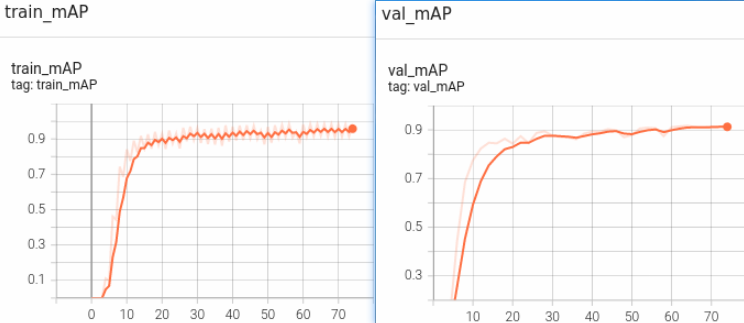 train_mAP
train_mAP
tag: train_mAP
0.9
0.7
0.5
0.3
0.1
0 10 20 30 40 50 60 70
val_mAP
val_mAP
tag: val_mAP
0.9
0.7
0.5
0.3
10 20 30 40 50 60 70